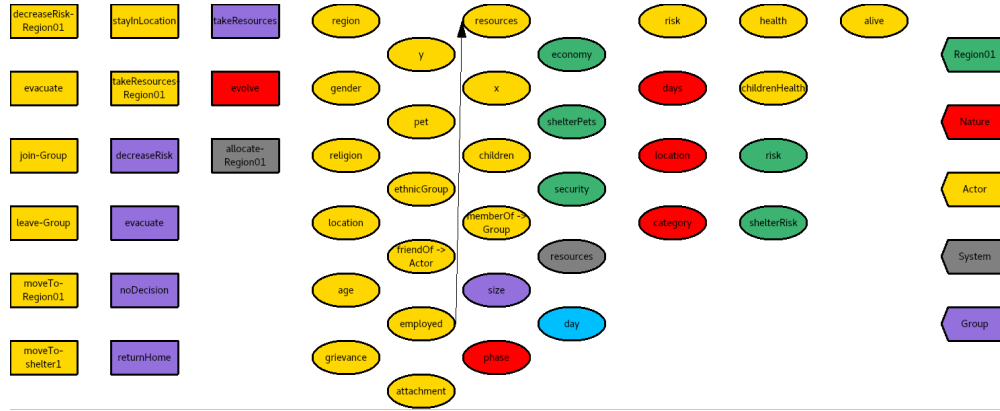 decreaseRisk-
Region01
stayInLocation
takeResources
region
resources
risk
health
alive
y
economy
Region01
evacuate
takeResources-
Region01
evolve
gender
x
days
childrenHealth
pet
shelterPets
Nature
join-Group
decreaseRisk
allocate-
Region01
religion
children
location
risk
ethnicGroup
security
Actor
leave-Group
evacuate
location
memberOf ->
Group
category
shelterRisk
friendOf ->
Actor
resources
System
moveTo-
Region01
noDecision
age
size
employed
day
Group
moveTo-
shelter1
returnHome
grievance
phase
attachment